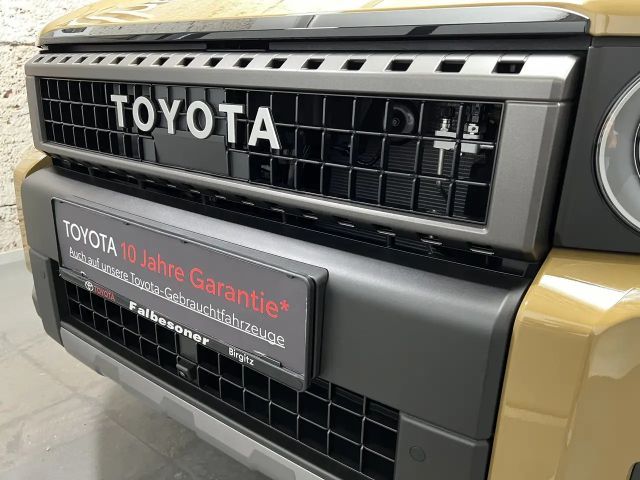 TOYOTA
TOYOTA 10 Jahre Garantie*
Auch auf unsere Toyota-Gebrauchtfahrzeuge
TOYOTA
Falbesoner
Birgitz